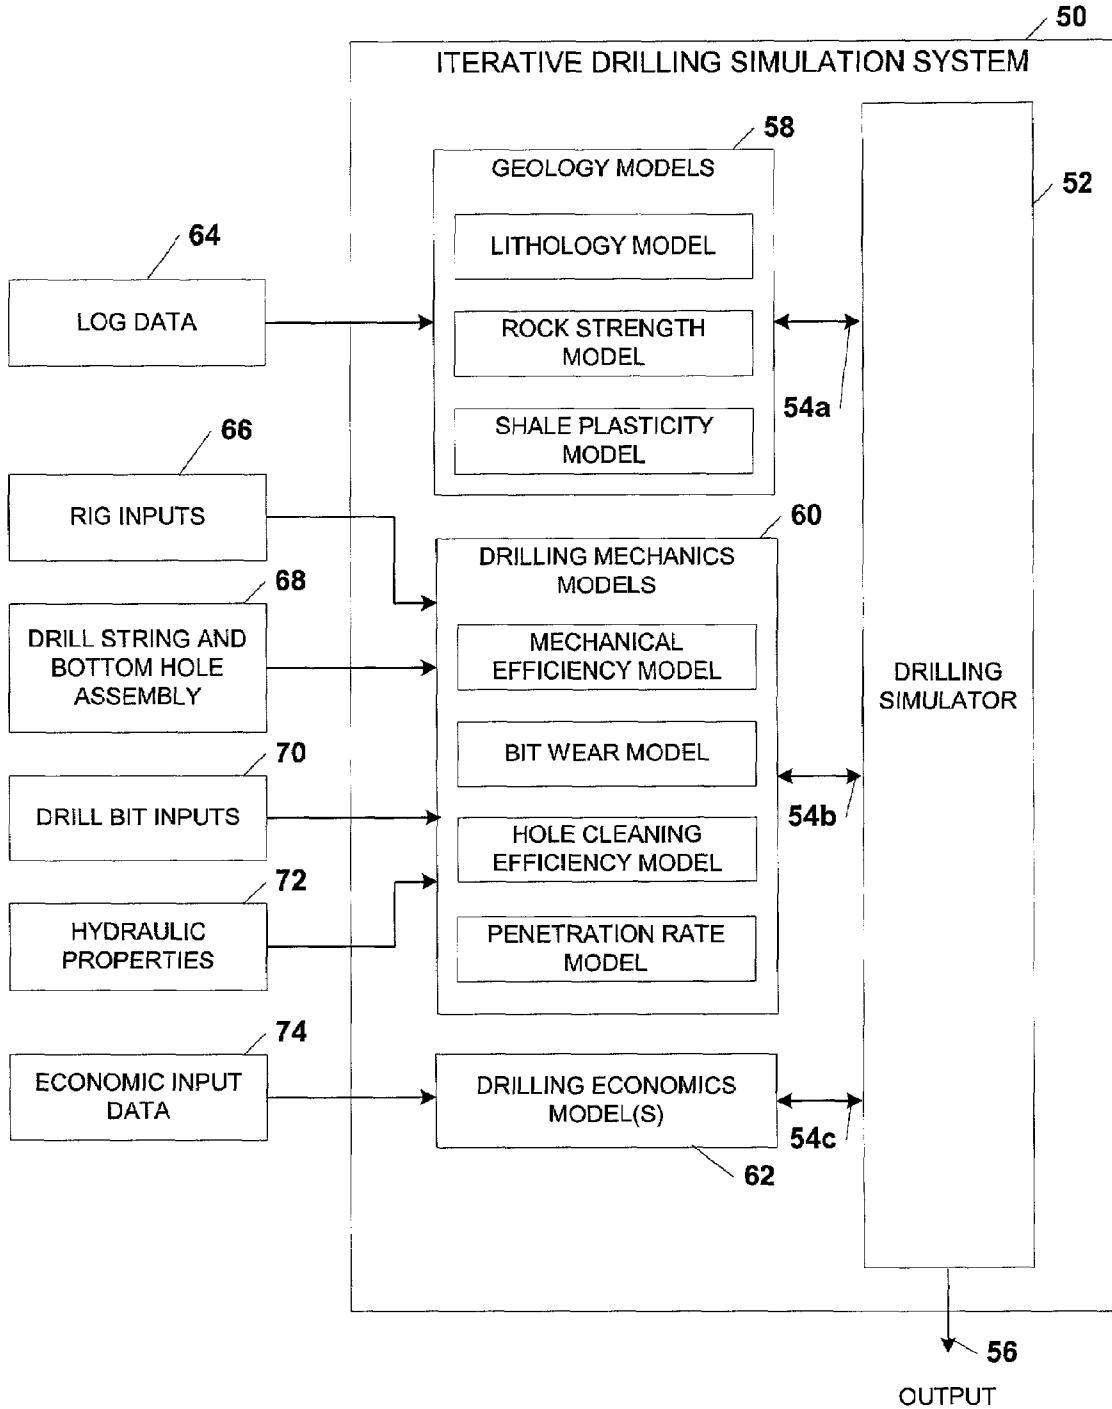 50
ITERATIVE DRILLING SIMULATION SYSTEM
58
GEOLOGY MODELS
52
64
LITHOLOGY MODEL
LOG DATA
ROCK STRENGTH
MODEL
54a
SHALE PLASTICITY
MODEL
66
RIG INPUTS
60
DRILLING MECHANICS
MODELS
68
DRILL STRING AND
BOTTOM HOLE
ASSEMBLY
MECHANICAL
EFFICIENCY MODEL
DRILLING
SIMULATOR
70
BIT WEAR MODEL
DRILL BIT INPUTS
54b
HOLE CLEANING
EFFICIENCY MODEL
72
HYDRAULIC
PROPERTIES
PENETRATION RATE
MODEL
74
ECONOMIC INPUT
DATA
DRILLING ECONOMICS
MODEL(S)
54c
62
56
OUTPUT